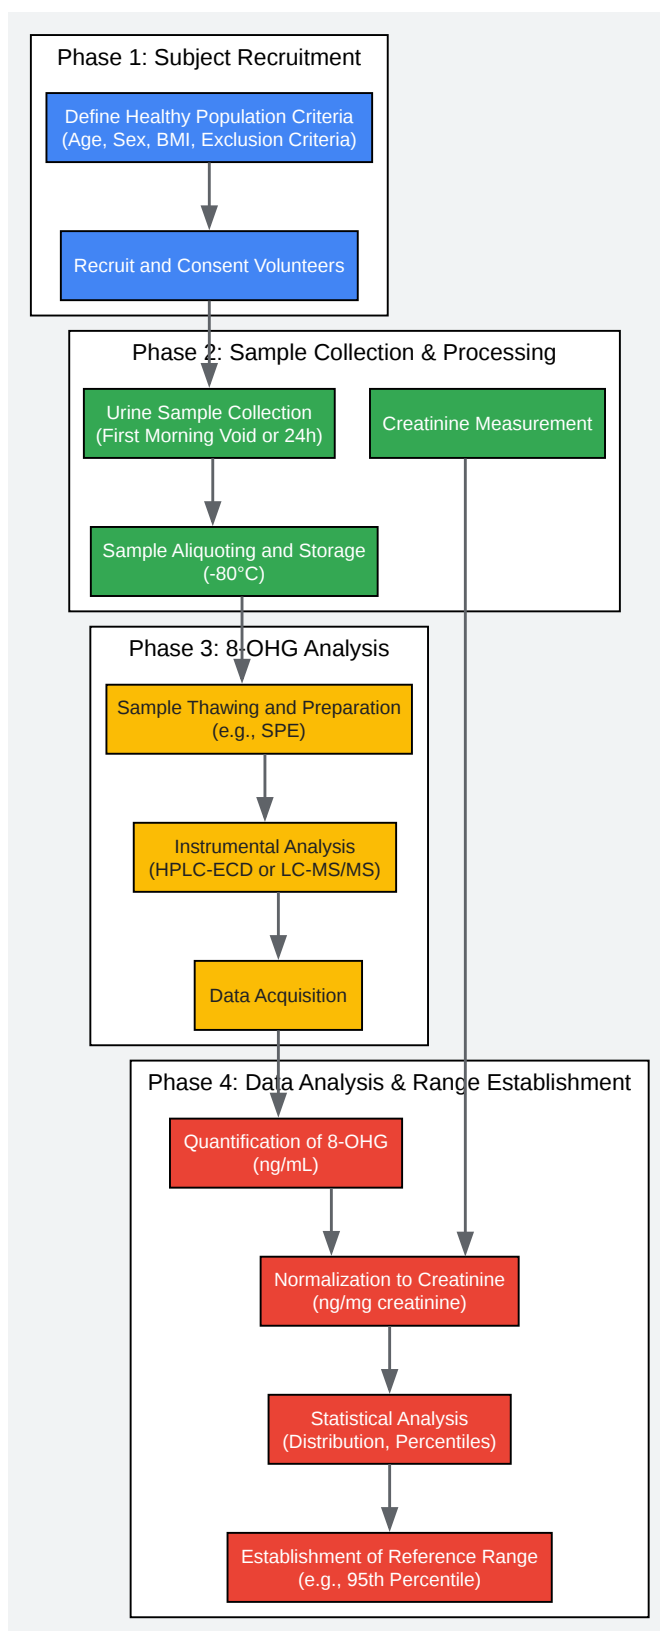 Phase 1: Subject Recruitment
Define Healthy Population Criteria
(Age, Sex, BMI, Exclusion Criteria)
Recruit and Consent Volunteers
Phase 2: Sample Collection & Processing
Urine Sample Collection
(First Morning Void or 24h)
Creatinine Measurement
Sample Aliquoting and Storage
(-80°C)
Phase 3: 8-OHG Analysis
Sample Thawing and Preparation
(e.g., SPE)
Instrumental Analysis
(HPLC-ECD or LC-MS/MS)
Data Acquisition
Phase 4: Data Analysis & Range Establishment
Quantification of 8-OHG
(ng/mL)
Normalization to Creatinine
(ng/mg creatinine)
Statistical Analysis
(Distribution, Percentiles)
Establishment of Reference Range
(e.g., 95th Percentile)